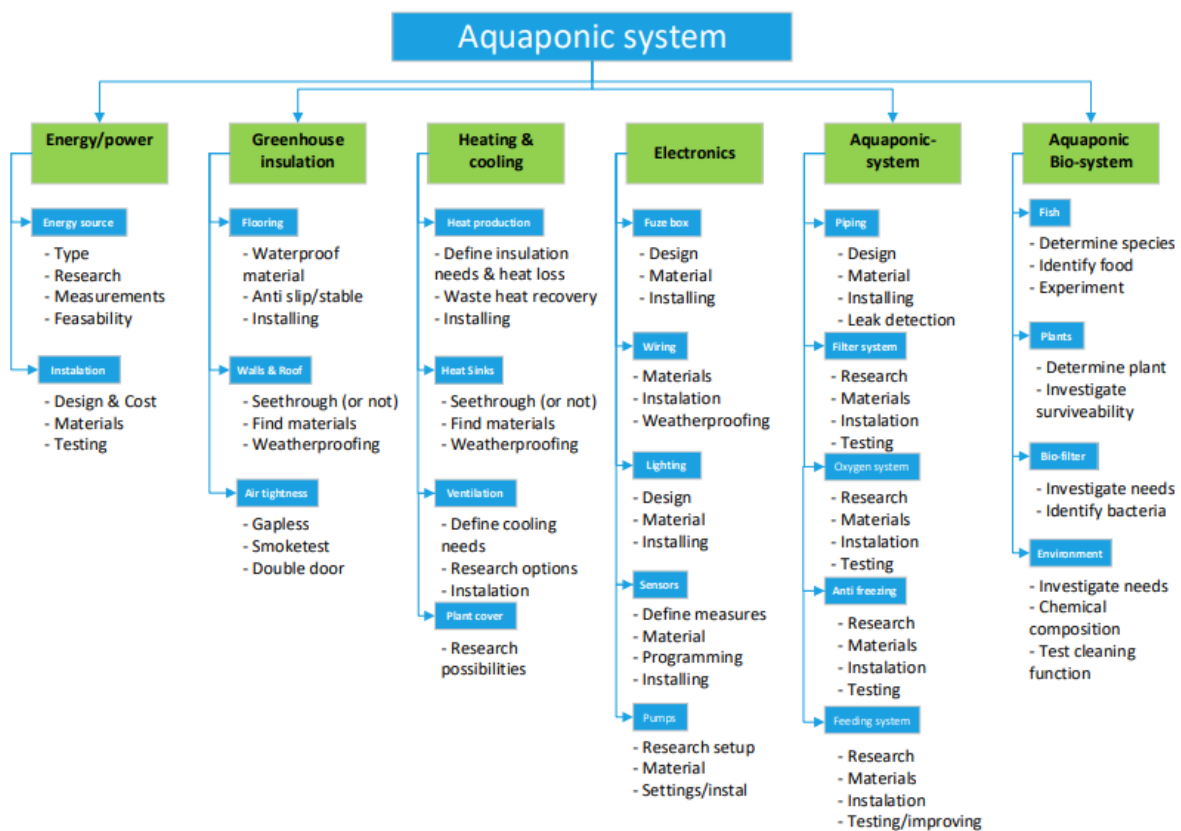 Aquaponic system
Energy/power
Energy source
- Type
- Research
- Measurements
- Feasability
Instalation
- Design & Cost
- Materials
- Testing
Greenhouse
insulation
Flooring
- Waterproof
material
- Anti slip/stable
- Installing
Walls & Roof
- Seethrough (or not)
- Find materials
- Weatherproofing
Air tightness
- Gapless
- Smoketest
- Double door
Heating &
cooling
Heat production
- Define insulation
needs & heat loss
- Waste heat recovery
- Installing
Heat Sinks
- Seethrough (or not)
- Find materials
- Weatherproofing
Ventilation
- Define cooling
needs
- Research options
- Instalation
Plant cover
- Research
possibilities
Electronics
Fuze box
- Design
- Material
- Installing
Wiring
- Materials
- Instalation
- Weatherproofing
Lighting
- Design
- Material
- Installing
Sensors
- Define measures
- Material
- Programming
- Installing
Pumps
- Research setup
- Material
- Settings/instal
Aquaponic-
system
Piping
- Design
- Material
- Installing
- Leak detection
Filter system
- Research
- Materials
- Instalation
- Testing
Oxygen system
- Research
- Materials
- Instalation
- Testing
Anti freezing
- Research
- Materials
- Instalation
- Testing
Feeding system
- Research
- Materials
- Instalation
- Testing/improving
Aquaponic
Bio-system
Fish
- Determine species
- Identify food
- Experiment
Plants
- Determine plant
- Investigate
surviveability
Bio-filter
- Investigate needs
- Identify bacteria
Environment
- Investigate needs
- Chemical
composition
- Test cleaning
function